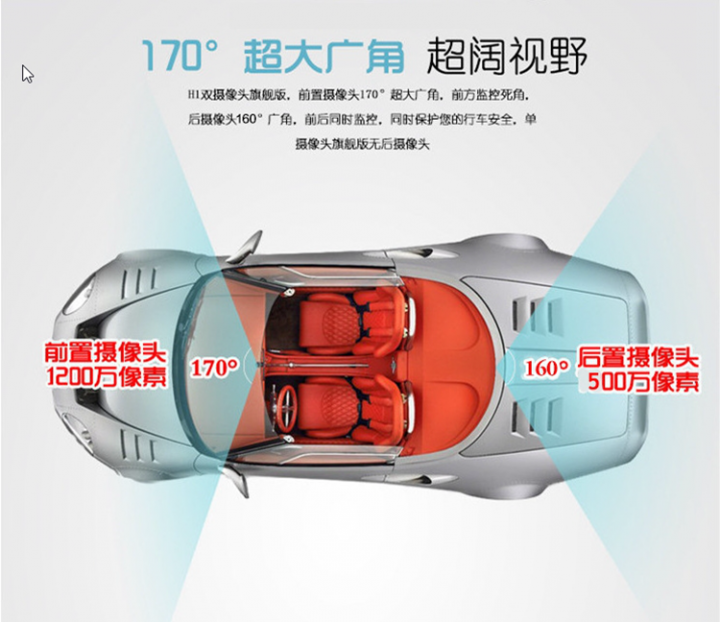 170° 超大广角 超阔视野
H1双摄像头旗舰版，前置摄像头170°超大广角，前方监控死角，
后摄像头160°广角，前后同时监控，同时保护您的行车安全，单
摄像头旗舰版无后摄像头
前置摄像头
1200万像素
170°
160°
后置摄像头
500万像素